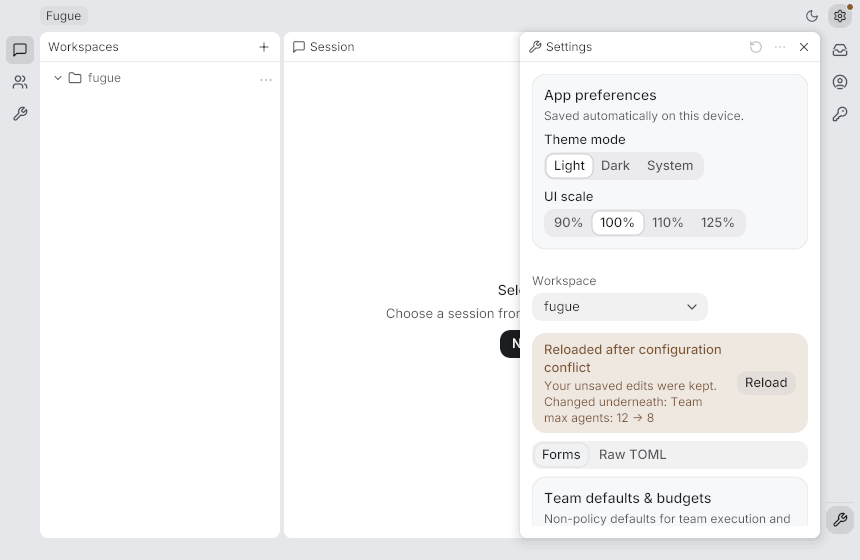 Fugue
Workspaces
fugue
Session
Sele
Choose a session from
N
Settings
App preferences
Saved automatically on this device.
Theme mode
Light Dark System
UI scale
90% 100% 110% 125%
Workspace
fugue
Reloaded after configuration
conflict
Your unsaved edits were kept.
Changed underneath: Team
max agents: 12 → 8
Reload
Forms Raw TOML
Team defaults & budgets
Non-policy defaults for team execution and